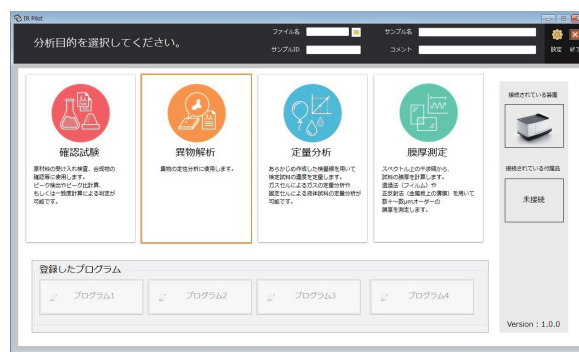 IR Pilot
分析目的を選択してください。
ファイル名
サンプル名
サンプルID
コメント
設定
終了
確認試験
原材料の受け入れ検査、合成物の
確認等に使用します。
ピーク検出やピーク比計算、
もしくは一致度計算による判定が
可能です。
異物解析
異物の定性分析に使用します。
定量分析
あらかじめ作成した検量線を用いて
検定試料の濃度を定量します。
ガスセルによるガスの定量分析や
固定セルによる液体試料の定量分析が
可能です。
膜厚測定
スペクトル上の干渉縞から、
試料の膜厚を計算します。
透過法（フィルム）や
正反射法（金属板上の薄膜）を用いて
数十～数μmオーダーの
膜厚を測定します。
接続されている装置
接続されている付属品
未接続
登録したプログラム
プログラム1
プログラム2
プログラム3
プログラム4
Version : 1.0.0